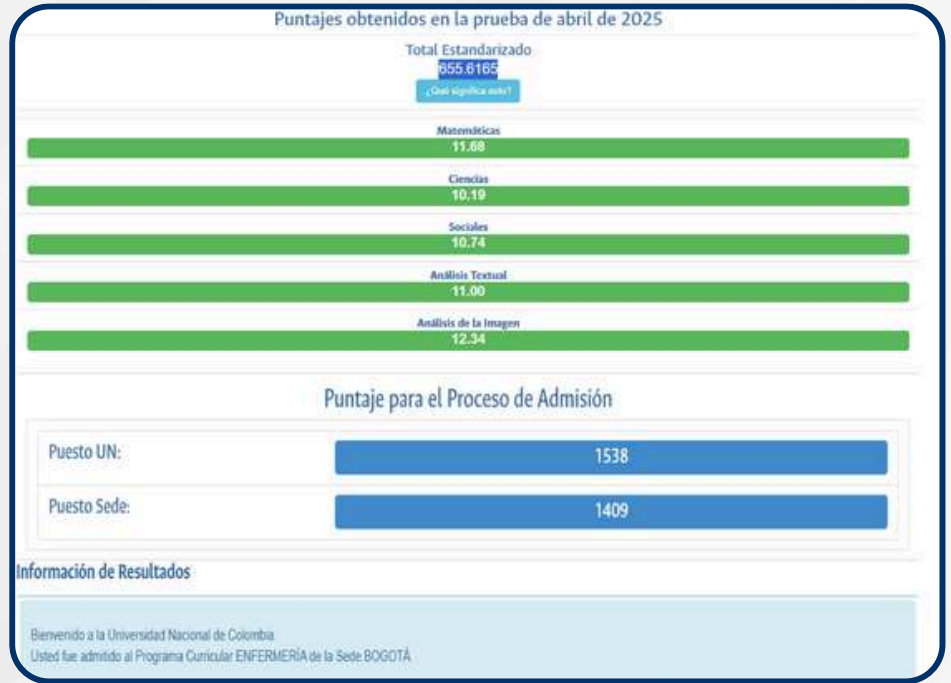 Puntajes obtenidos en la prueba de abril de 2025
Total Estandarizado
655.6165
¿Qué significa esto?
Matemáticas
11.68
Ciencias
10.19
Sociales
10.74
Análisis Textual
11.00
Análisis de la Imagen
12.34
Puntaje para el Proceso de Admisión
Puesto UN: 1538
Puesto Sede: 1409
Información de Resultados
Bienvenido a la Universidad Nacional de Colombia
Usted fue admitido al Programa Curricular ENFERMERÍA de la Sede BOGOTÁ